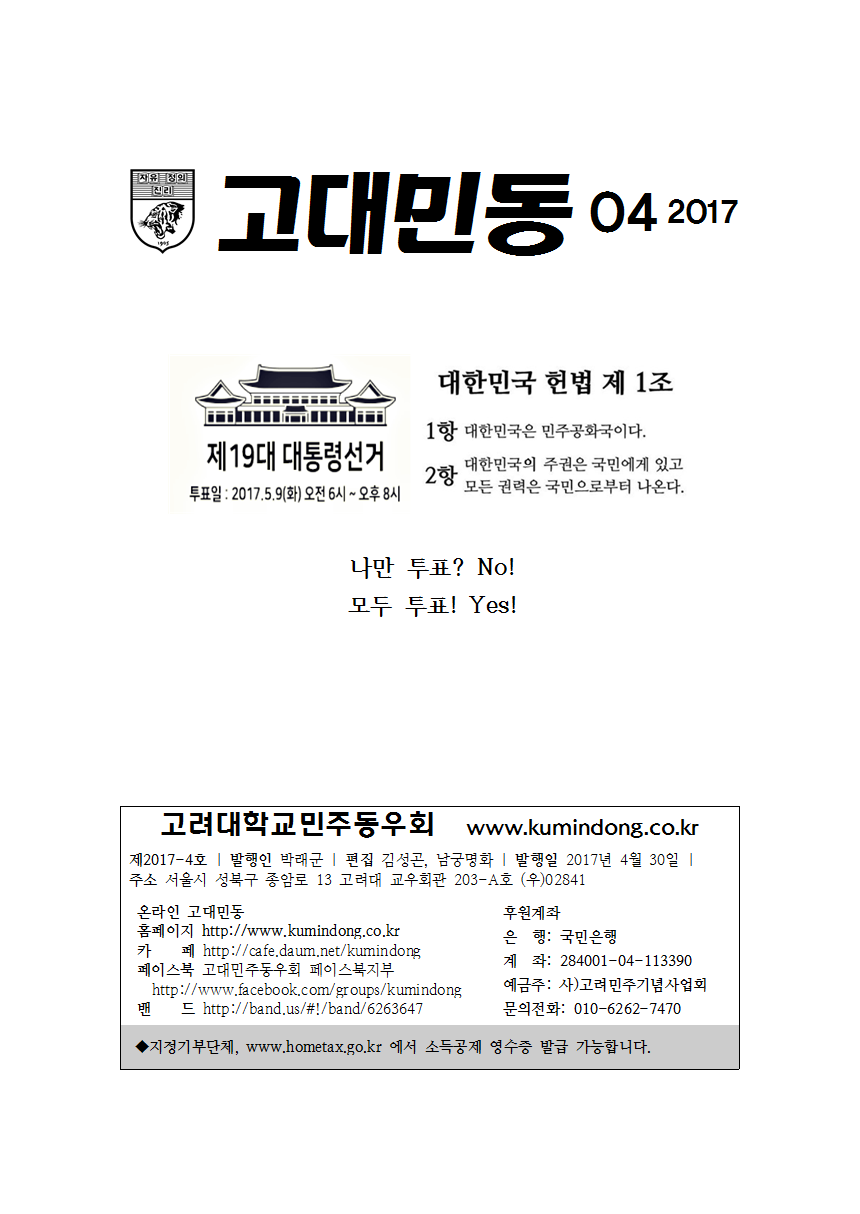 자유 정의
진리
1905
고대민동 04 2017
제19대 대통령선거
투표일 : 2017.5.9(화) 오전 6시 ~ 오후 8시
대한민국 헌법 제 1조
1항 대한민국은 민주공화국이다.
2항 대한민국의 주권은 국민에게 있고
모든 권력은 국민으로부터 나온다.
나만 투표? No!
모두 투표! Yes!
고려대학교민주동우회 www.kumindong.co.kr
제2017-4호 | 발행인 박래군 | 편집 김성곤, 남궁명화 | 발행일 2017년 4월 30일 |
주소 서울시 성북구 종암로 13 고려대 교우회관 203-A호 (우)02841
온라인 고대민동
홈페이지 http://www.kumindong.co.kr
카 페 http://cafe.daum.net/kumindong
페이스북 고대민주동우회 페이스북지부
http://www.facebook.com/groups/kumindong
밴 드 http://band.us/#!/band/6263647
후원계좌
은 행: 국민은행
계 좌: 284001-04-113390
예금주: 사)고려민주기념사업회
문의전화: 010-6262-7470
◆지정기부단체, www.hometax.go.kr 에서 소득공제 영수증 발급 가능합니다.